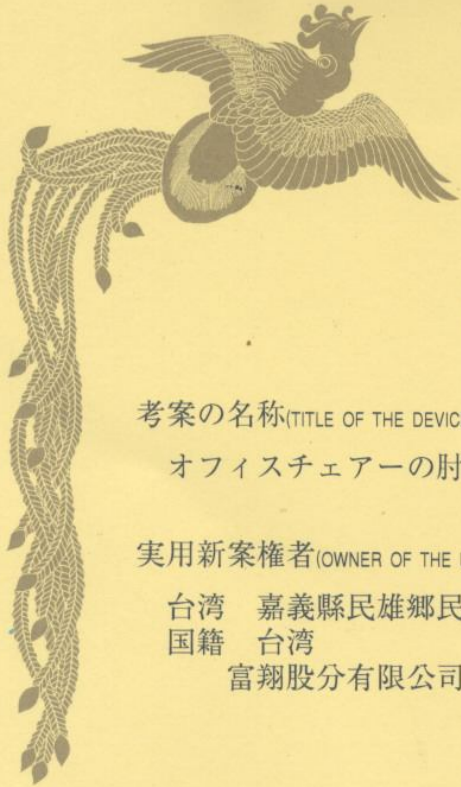 考案の名称(TITLE OF THE DEVIC
オフィスチェアーの肘
実用新案権者(OWNER OF THE
台湾　嘉義縣民雄郷民
国籍　台湾
富翔股分有限公司